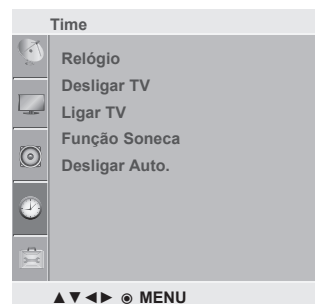 Time
Relógio
Desligar TV
Ligar TV
Função Soneca
Desligar Auto.
▲▼◄► ◉ MENU